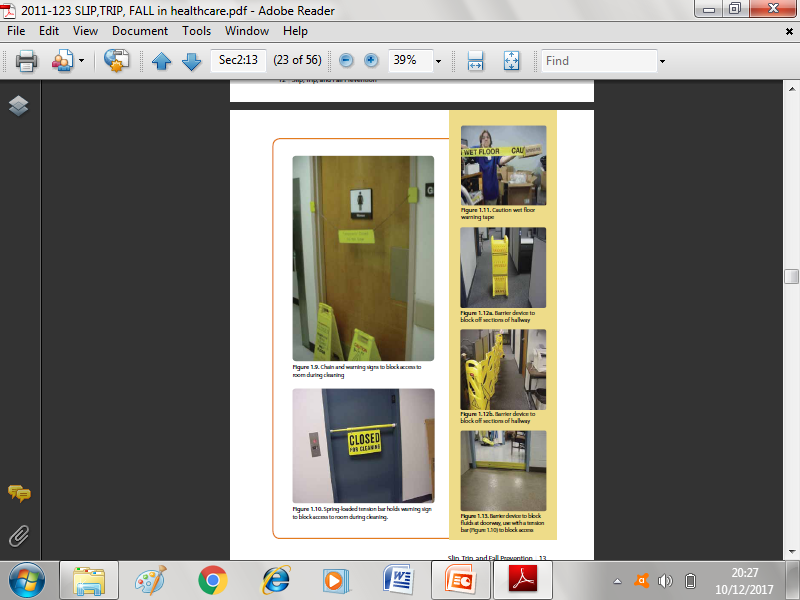 2011-123 SLIP,TRIP, FALL in healthcare.pdf - Adobe Reader
File Edit View Document Tools Window Help
Sec2:13 (23 of 56) 39% Find
12 Slip, Trip, and Fall Prevention
WET FLOOR CAU
Figure 1.11. Caution wet floor
warning tape
Figure 1.12a. Barrier device to
block off sections of hallway
Figure 1.9. Chain and warning signs to block access to
room during cleaning
CLOSED
FOR CLEANING
Figure 1.12b. Barrier device to
block off sections of hallway
Figure 1.10. Spring-loaded tension bar holds warning sign
to block access to room during cleaning.
Figure 1.13. Barrier device to block
fluids at doorway, use with a tension
bar (Figure 1.10) to block access
Slip, Trip, and Fall Prevention 13
20:27
10/12/2017